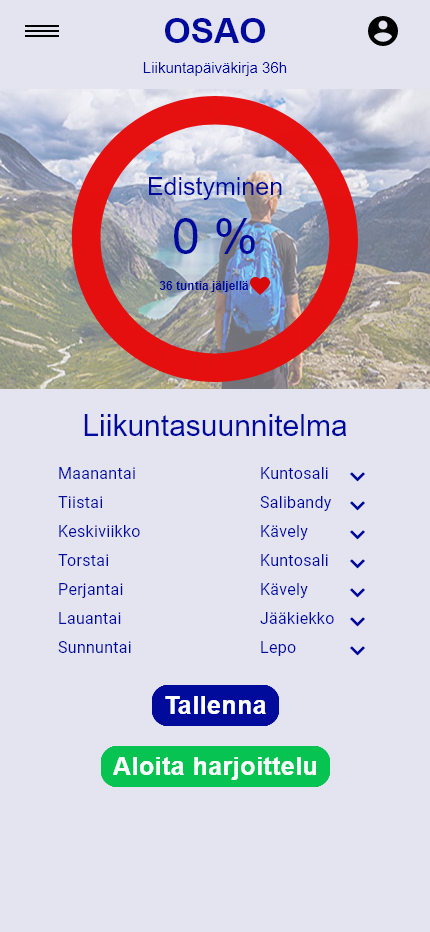 OSAO
Liikuntapäiväkirja 36h
Edistyminen
0 %
36 tuntia jäljellä
Liikuntasuunnitelma
Maanantai Kuntosali
Tiistai Salibandy
Keskiviikko Kävely
Torstai Kuntosali
Perjantai Kävely
Lauantai Jääkiekko
Sunnuntai Lepo
Tallenna
Aloita harjoittelu